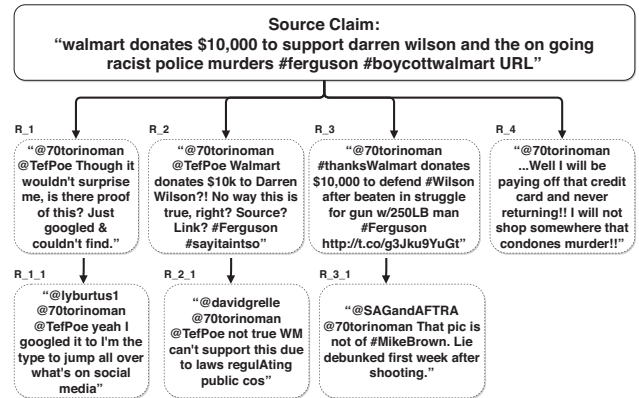 Source Claim:
“walmart donates $10,000 to support darren wilson and the on going
racist police murders #ferguson #boycottwalmart URL”
R_1
“@70torinoman
@TefPoe Though it
wouldn't surprise
me, is there proof
of this? Just
googled &
couldn't find.”
R_2
“@70torinoman
@TefPoe Walmart
donates $10k to Darren
Wilson?! No way this is
true, right? Source?
Link? #Ferguson
#sayitaintso”
R_3
“@70torinoman
#thanksWalmart donates
$10,000 to defend #Wilson
after beaten in struggle
for gun w/250LB man
#Ferguson
http://t.co/g3Jku9YuGt”
R_4
“@70torinoman
...Well I will be
paying off that credit
card and never
returning!! I will not
shop somewhere that
condones murder!!”
R_1_1
“@lyburtus1
@70torinoman
@TefPoe yeah I
googled it to I'm the
type to jump all over
what's on social
media”
R_2_1
“@davidgrelle
@70torinoman
@TefPoe not true WM
can't support this due
to laws regulAting
public cos”
R_3_1
“@SAGandAFTRA
@70torinoman That pic is
not of #MikeBrown. Lie
debunked first week after
shooting.”